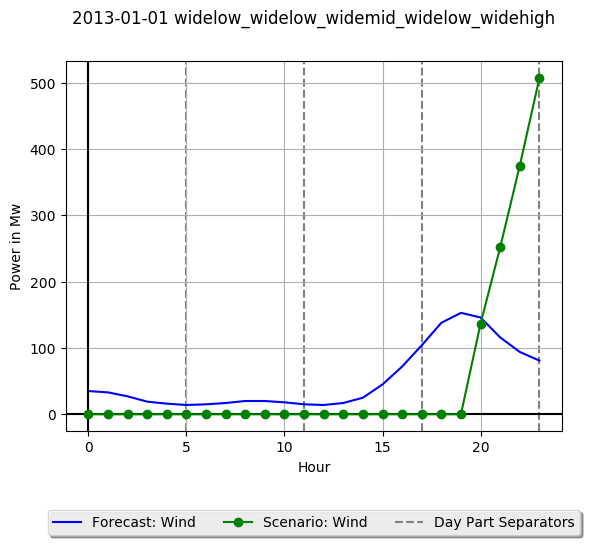 2013-01-01 widelow_widelow_widemid_widelow_widehigh
500
400
300
200
100
0
Power in Mw
0 5 10 15 20
Hour
Forecast: Wind Scenario: Wind Day Part Separators